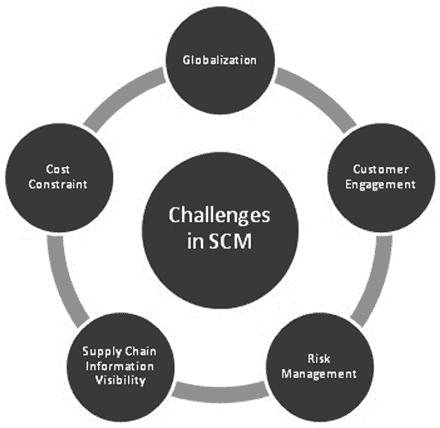 Globalization
Cost
Constraint
Customer
Engagement
Challenges
in SCM
Supply Chain
Information
Visibility
Risk
Management